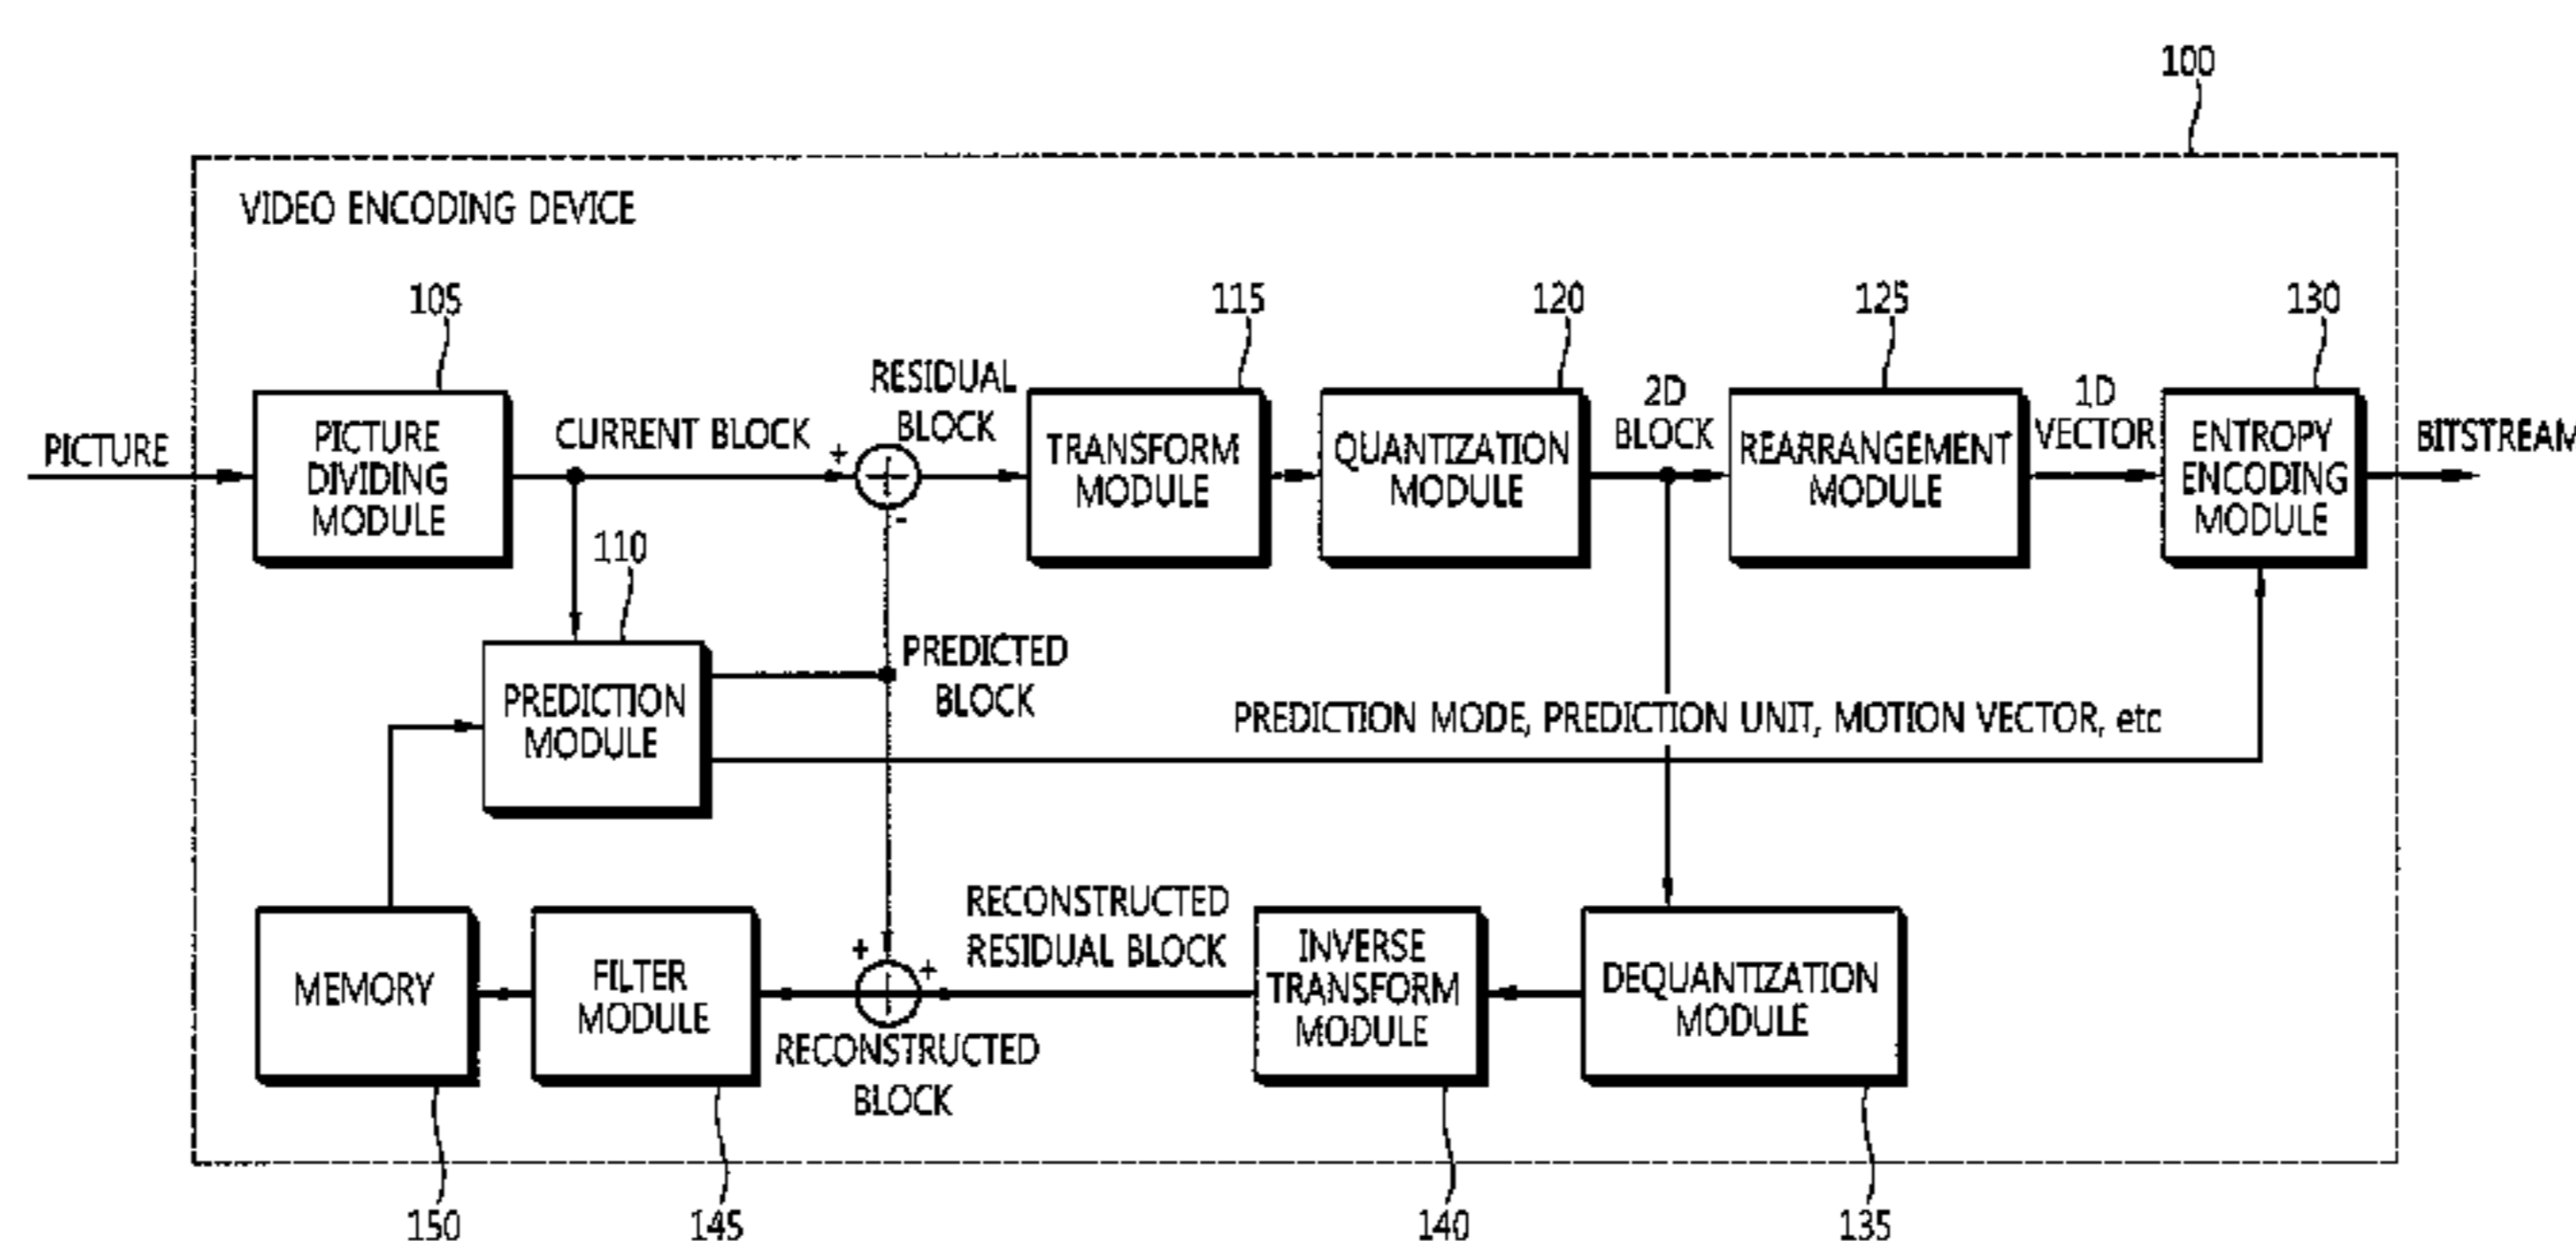 100
VIDEO ENCODING DEVICE
105
115
120
125
130
PICTURE
PICTURE
DIVIDING
MODULE
CURRENT BLOCK
+
-
RESIDUAL
BLOCK
TRANSFORM
MODULE
QUANTIZATION
MODULE
2D
BLOCK
REARRANGEMENT
MODULE
1D
VECTOR
ENTROPY
ENCODING
MODULE
BITSTREAM
110
PREDICTION
MODULE
PREDICTED
BLOCK
PREDICTION MODE, PREDICTION UNIT, MOTION VECTOR, etc
MEMORY
FILTER
MODULE
+
+
RECONSTRUCTED
BLOCK
RECONSTRUCTED
RESIDUAL BLOCK
INVERSE
TRANSFORM
MODULE
DEQUANTIZATION
MODULE
150
145
140
135